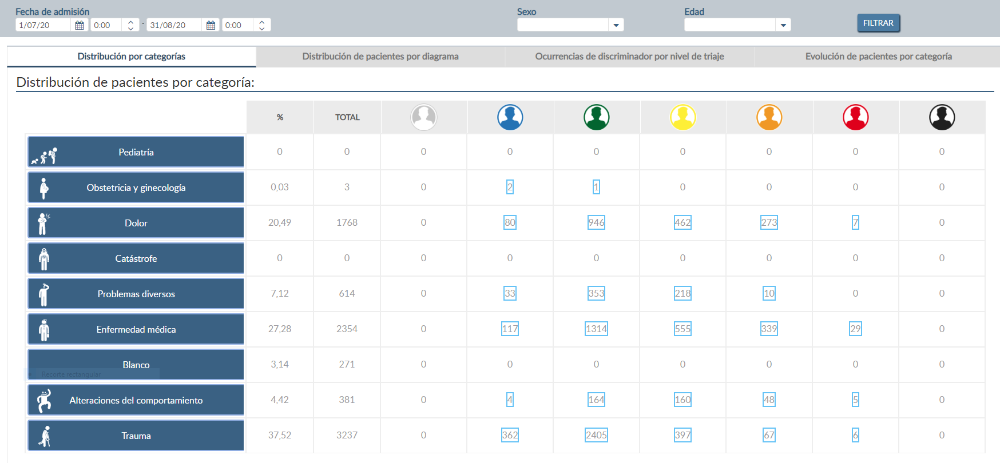 Fecha de admisión Sexo Edad
1/07/20 0:00 - 31/08/20 0:00 FILTRAR
Distribución por categorías Distribución de pacientes por diagrama Ocurrencias de discriminador por nivel de triaje Evolución de pacientes por categoría
Distribución de pacientes por categoría:
% TOTAL
Pediatría 0 0 0 0 0 0 0 0 0
Obstetricia y ginecología 0,03 3 0 2 1 0 0 0 0
Dolor 20,49 1768 0 80 946 462 273 7 0
Catástrofe 0 0 0 0 0 0 0 0 0
Problemas diversos 7,12 614 0 33 353 218 10 0 0
Enfermedad médica 27,28 2354 0 117 1314 555 339 29 0
Blanco 3,14 271 0 0 0 0 0 0 0
Recorte rectangular
Alteraciones del comportamiento 4,42 381 0 4 164 160 48 5 0
Trauma 37,52 3237 0 362 2405 397 67 6 0